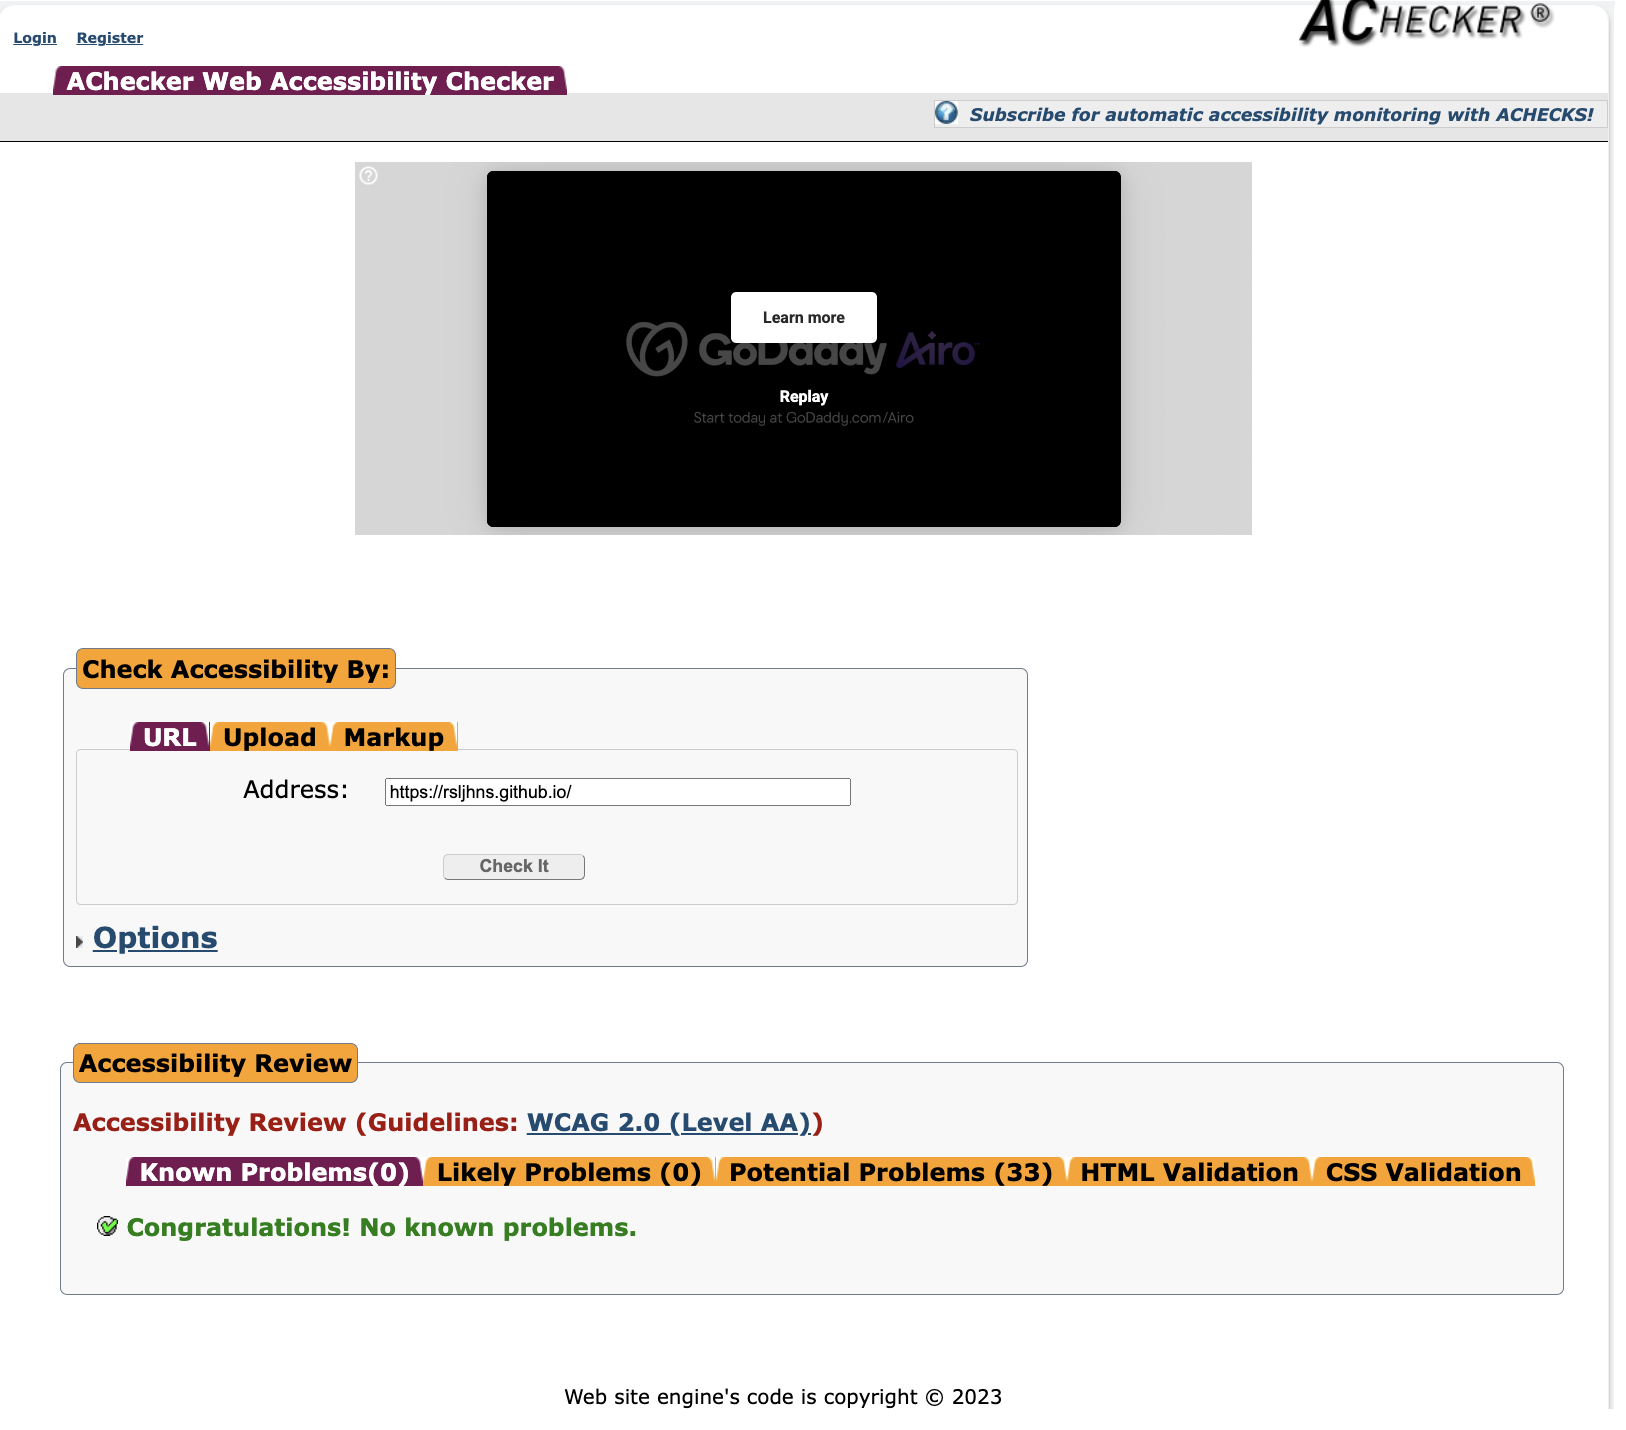 Login Register
ACHECKER ®
AChecker Web Accessibility Checker
Subscribe for automatic accessibility monitoring with ACHECKS!
Learn more
GoDaddy Airo
Replay
Start today at GoDaddy.com/Airo
Check Accessibility By:
URL Upload Markup
Address: https://rsljhns.github.io/
Check It
Options
Accessibility Review
Accessibility Review (Guidelines: WCAG 2.0 (Level AA))
Known Problems(0) Likely Problems (0) Potential Problems (33) HTML Validation CSS Validation
Congratulations! No known problems.
Web site engine's code is copyright © 2023